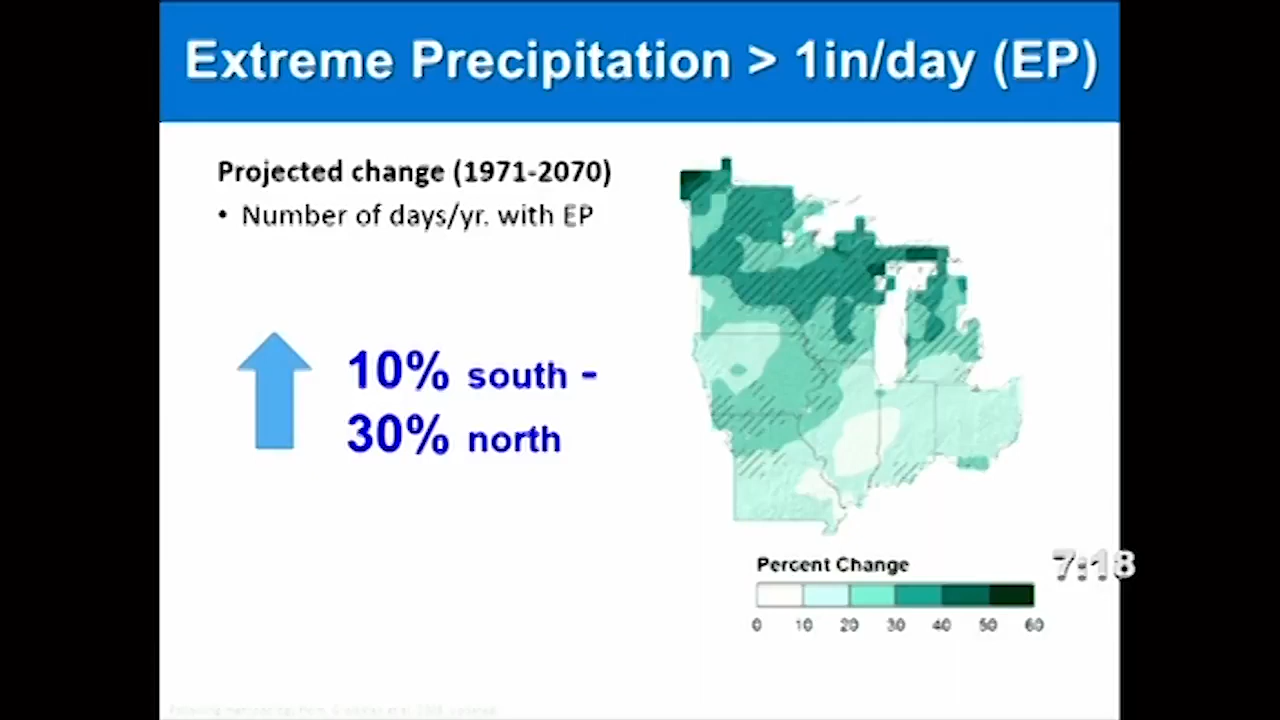 Extreme Precipitation > 1in/day (EP)
Projected change (1971-2070)
• Number of days/yr. with EP
10% south -
30% north
Percent Change
7:18
0 10 20 30 40 50 60